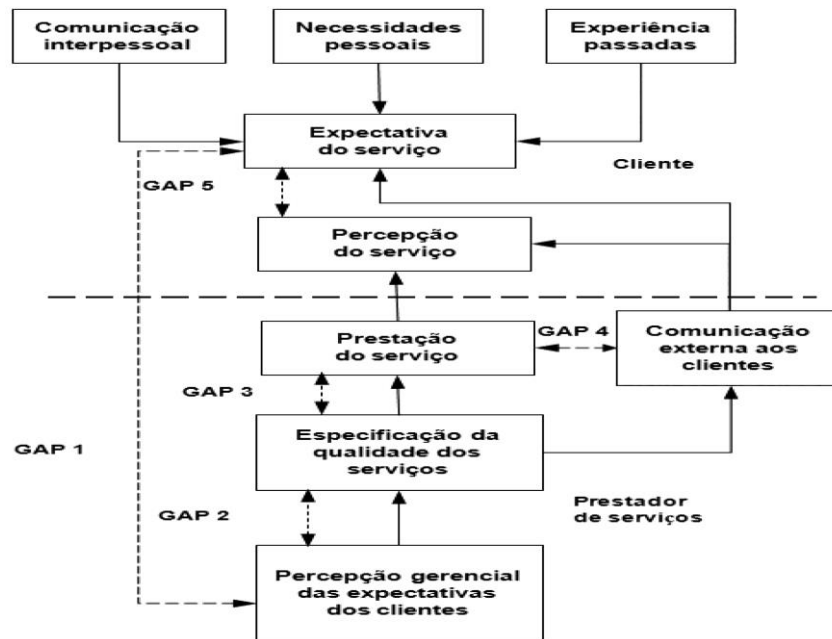 Comunicação
interpessoal
Necessidades
pessoais
Experiência
passadas
Expectativa
do serviço
Cliente
GAP 5
Percepção
do serviço
Prestação
do serviço
GAP 4
Comunicação
externa aos
clientes
GAP 3
Especificação da
qualidade dos
serviços
GAP 1
GAP 2
Prestador
de serviços
Percepção gerencial
das expectativas
dos clientes